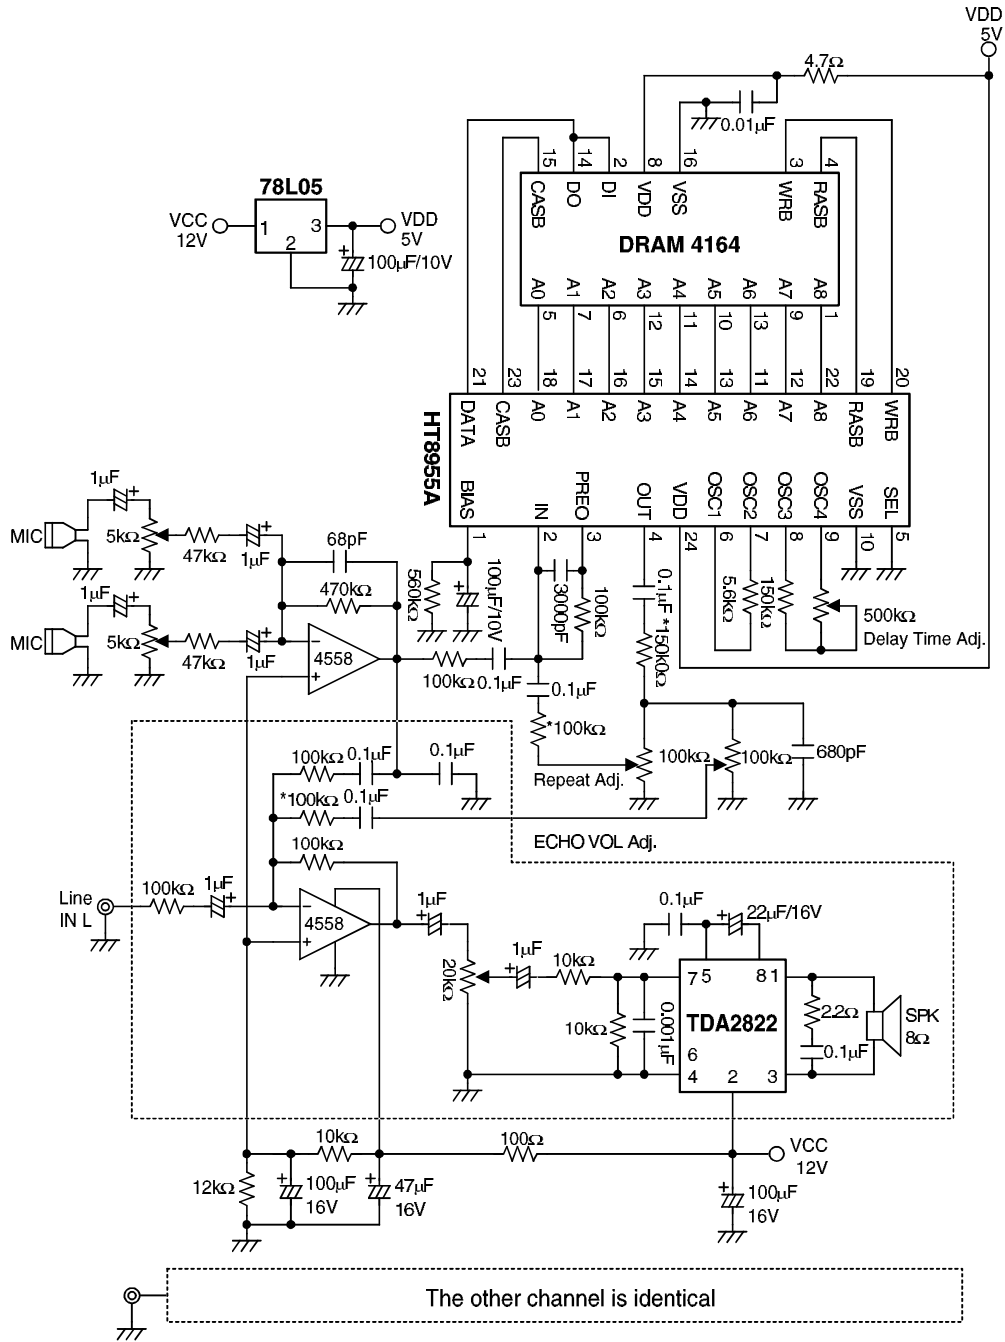 VDD
5V
4.7Ω
0.01µF
15 14 2 8 16 3 4
CASB DO DI VDD VSS WRB RASB
DRAM 4164
A0 A1 A2 A3 A4 A5 A6 A7 A8
5 7 6 12 11 10 13 9 1
78L05
VCC
12V
1 2 3
VDD
5V
100µF/10V
21 23 18 17 16 15 14 13 11 12 22 19 20
DATA CASB A0 A1 A2 A3 A4 A5 A6 A7 A8 RASB WRB
HT8955A
BIAS IN PREO OUT VDD OSC1 OSC2 OSC3 OSC4 VSS SEL
1 2 3 4 24 6 7 8 9 10 5
1µF
MIC
5kΩ
47kΩ
1µF
68pF
470kΩ
560kΩ
100µF/10V
3000pF
100kΩ
0.1µF
*150k0Ω
5.6kΩ
150kΩ
500kΩ
Delay Time Adj.
1µF
MIC
5kΩ
47kΩ
1µF
4558
100kΩ
0.1µF
0.1µF
*100kΩ
Repeat Adj.
100kΩ
100kΩ
680pF
100kΩ
0.1µF
0.1µF
*100kΩ
0.1µF
ECHO VOL Adj.
100kΩ
Line
IN L
100kΩ
1µF
4558
1µF
20kΩ
1µF
10kΩ
10kΩ
0.001µF
0.1µF
22µF/16V
7 5 8 1
TDA2822
6
4 2 3
2.2Ω
0.1µF
SPK
8Ω
10kΩ
100Ω
VCC
12V
12kΩ
100µF
16V
47µF
16V
100µF
16V
The other channel is identical